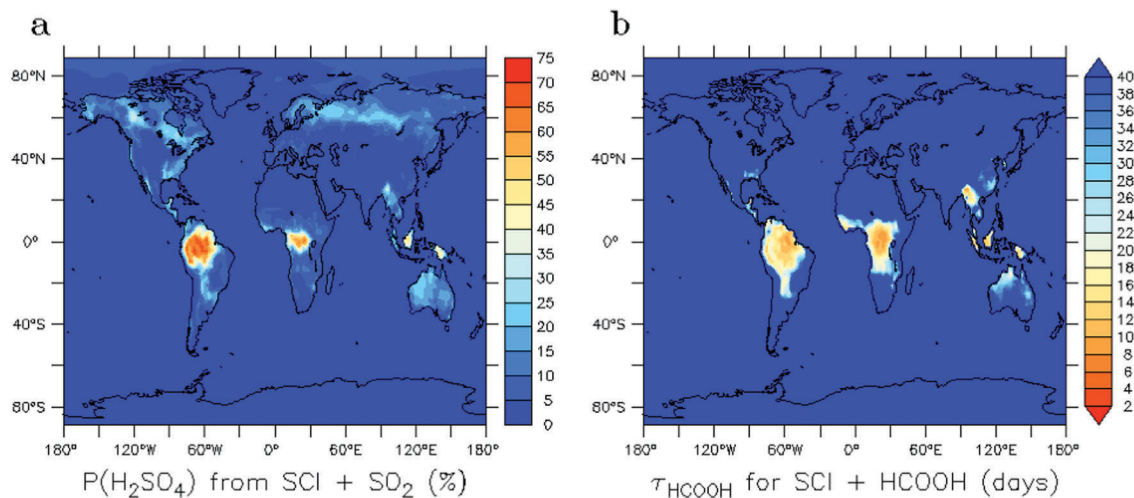 a
80°N
40°N
0°
40°S
80°S
180°W
120°W
60°W
0°E
60°E
120°E
180°E
75
70
65
60
55
50
45
40
35
30
25
20
15
10
5
0
P(H₂SO₄) from SCI + SO₂ (%)
b
80°N
40°N
0°
40°S
80°S
180°W
120°W
60°W
0°E
60°E
120°E
180°E
40
38
36
34
32
30
28
26
24
22
20
18
16
14
12
10
8
6
4
2
τHCOOH for SCI + HCOOH (days)